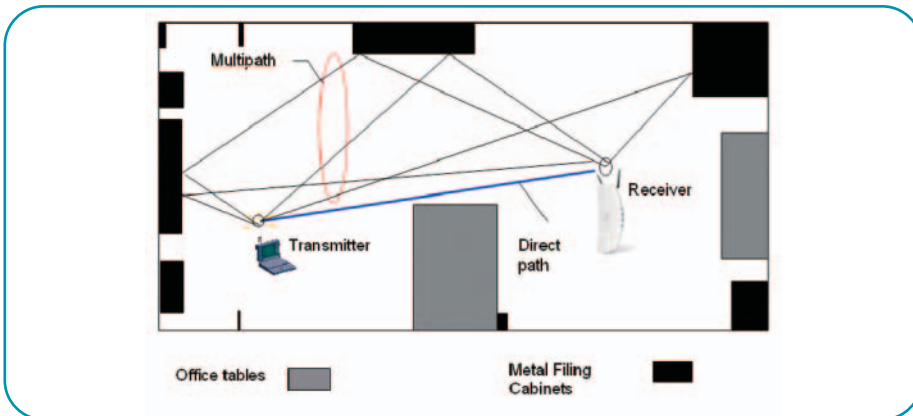 Multipath
Receiver
Transmitter
Direct
path
Office tables
Metal Filing
Cabinets